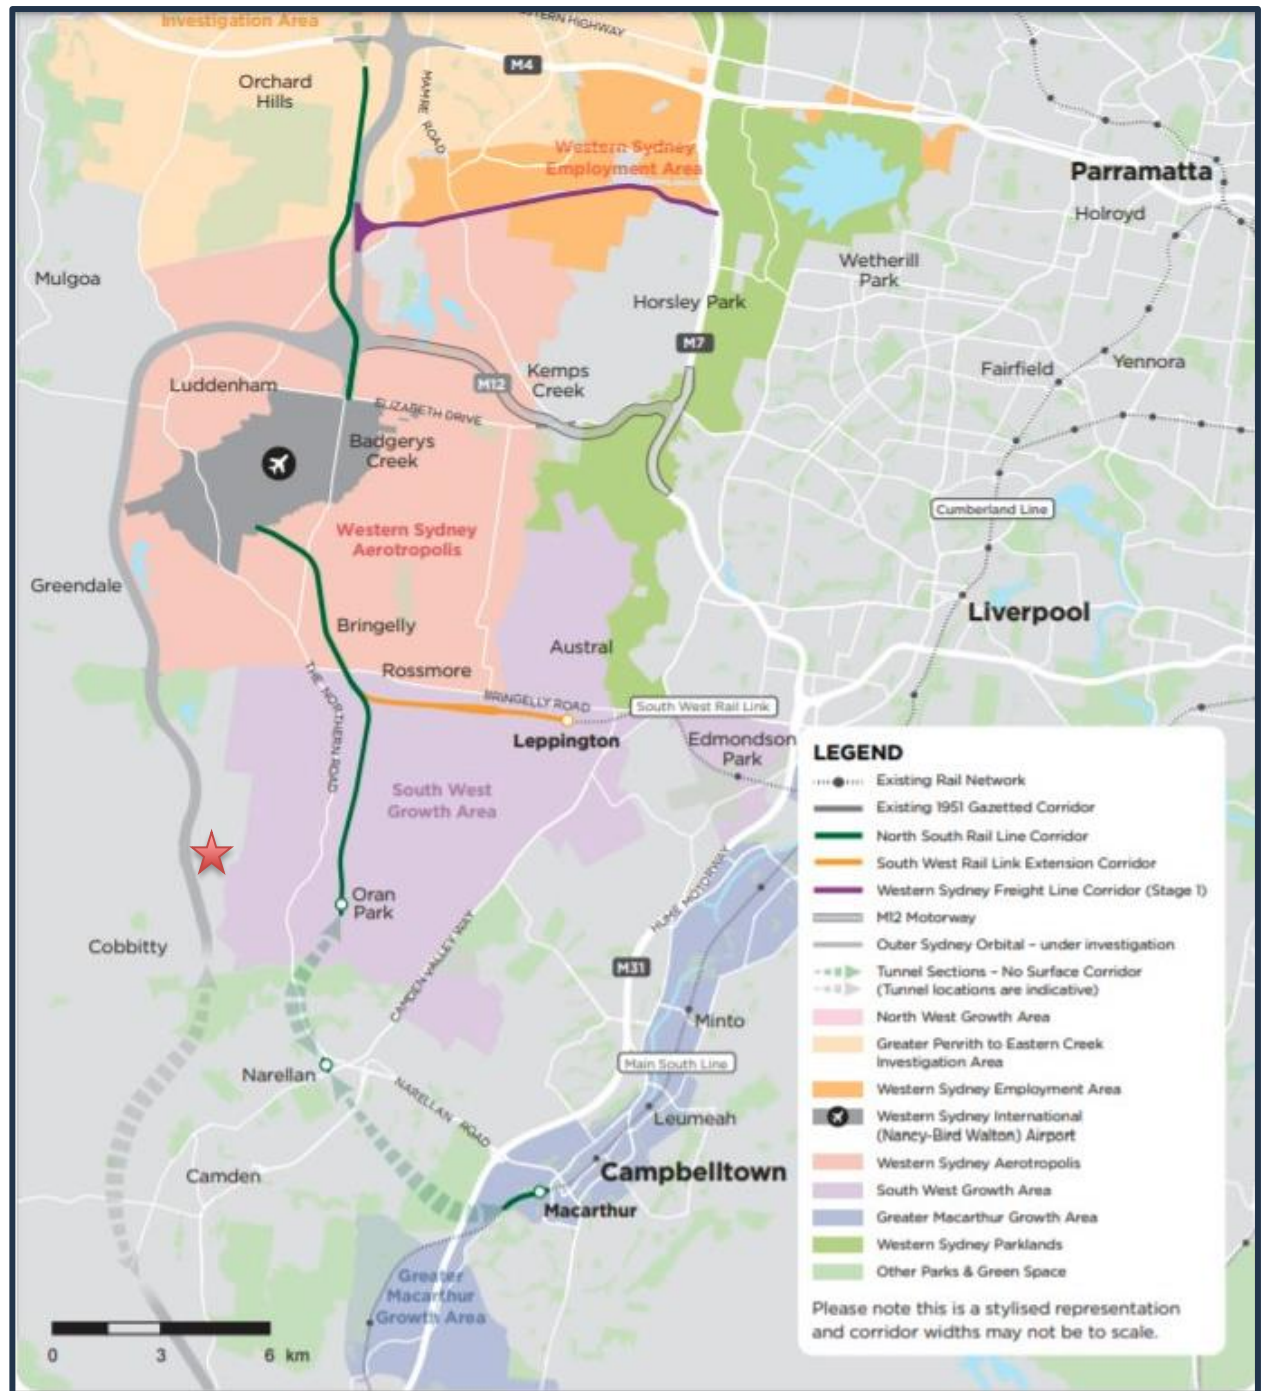 Investigation Area
STERN HIGHWAY
M4
Orchard
Hills
MAMRE ROAD
Western Sydney
Employment Area
Parramatta
Holroyd
Mulgoa
Wetherill
Park
Horsley Park
M7
Kemps
Creek
Fairfield
Yennora
Luddenham
M12
ELIZABETH DRIVE
Badgerys
Creek
Cumberland Line
Western Sydney
Aerotropolis
Greendale
Liverpool
Bringelly
Austral
Rossmore
THE NORTHERN ROAD
BRINGELLY ROAD
South West Rail Link
Leppington
Edmondson
Park
South West
Growth Area
HUME MOTORWAY
Oran
Park
Cobbitty
CAMDEN VALLEY WAY
M31
Minto
Narellan
Main South Line
NARELLAN ROAD
Leumeah
Camden
Campbelltown
Macarthur
Greater
Macarthur
Growth Area
0 3 6 km
LEGEND
Existing Rail Network
Existing 1951 Gazetted Corridor
North South Rail Line Corridor
South West Rail Link Extension Corridor
Western Sydney Freight Line Corridor (Stage 1)
M12 Motorway
Outer Sydney Orbital – under investigation
Tunnel Sections – No Surface Corridor
(Tunnel locations are indicative)
North West Growth Area
Greater Penrith to Eastern Creek
Investigation Area
Western Sydney Employment Area
Western Sydney International
(Nancy-Bird Walton) Airport
Western Sydney Aerotropolis
South West Growth Area
Greater Macarthur Growth Area
Western Sydney Parklands
Other Parks & Green Space
Please note this is a stylised representation
and corridor widths may not be to scale.